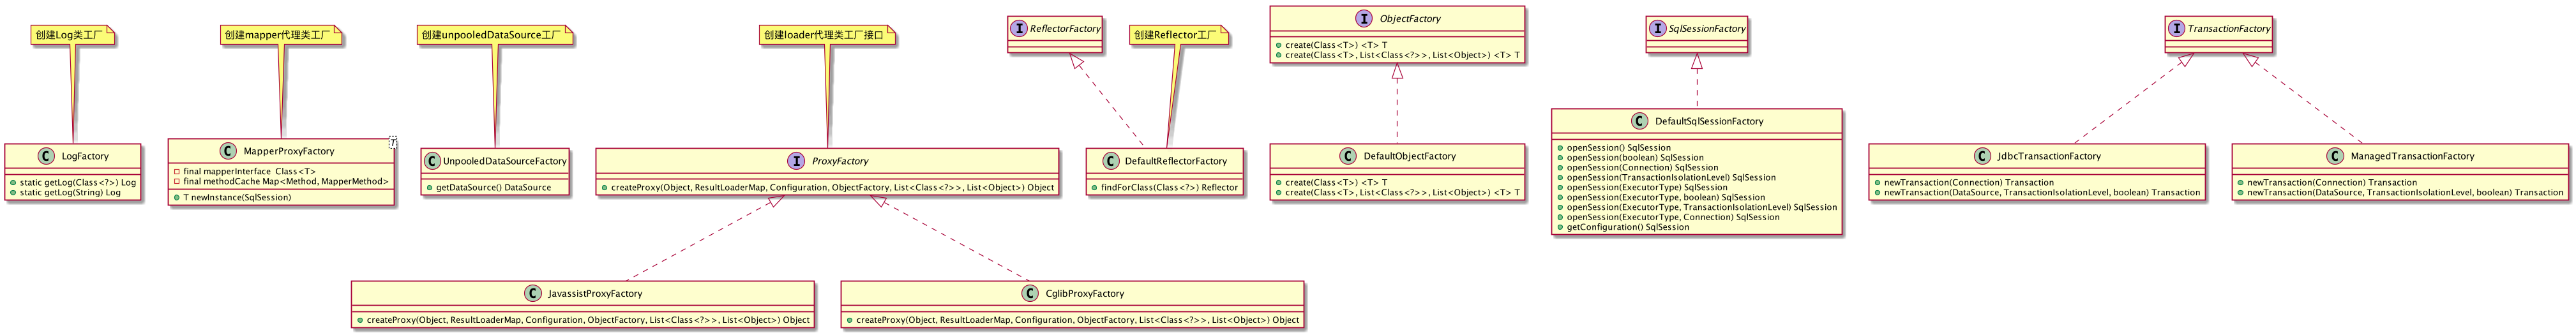 创建Log类工厂
创建mapper代理类工厂
创建unpooledDataSource工厂
创建loader代理类工厂接口
I ReflectorFactory
创建Reflector工厂
I ObjectFactory
create(Class<T>) <T> T
create(Class<T>, List<Class<?>>, List<Object>) <T> T
I SqlSessionFactory
I TransactionFactory
C LogFactory
static getLog(Class<?>) Log
static getLog(String) Log
C MapperProxyFactory T
final mapperInterface Class<T>
final methodCache Map<Method, MapperMethod>
T newInstance(SqlSession)
C UnpooledDataSourceFactory
getDataSource() DataSource
I ProxyFactory
createProxy(Object, ResultLoaderMap, Configuration, ObjectFactory, List<Class<?>>, List<Object>) Object
C DefaultReflectorFactory
findForClass(Class<?>) Reflector
C DefaultObjectFactory
create(Class<T>) <T> T
create(Class<T>, List<Class<?>>, List<Object>) <T> T
C DefaultSqlSessionFactory
openSession() SqlSession
openSession(boolean) SqlSession
openSession(Connection) SqlSession
openSession(TransactionIsolationLevel) SqlSession
openSession(ExecutorType) SqlSession
openSession(ExecutorType, boolean) SqlSession
openSession(ExecutorType, TransactionIsolationLevel) SqlSession
openSession(ExecutorType, Connection) SqlSession
getConfiguration() SqlSession
C JdbcTransactionFactory
newTransaction(Connection) Transaction
newTransaction(DataSource, TransactionIsolationLevel, boolean) Transaction
C ManagedTransactionFactory
newTransaction(Connection) Transaction
newTransaction(DataSource, TransactionIsolationLevel, boolean) Transaction
C JavassistProxyFactory
createProxy(Object, ResultLoaderMap, Configuration, ObjectFactory, List<Class<?>>, List<Object>) Object
C CglibProxyFactory
createProxy(Object, ResultLoaderMap, Configuration, ObjectFactory, List<Class<?>>, List<Object>) Object